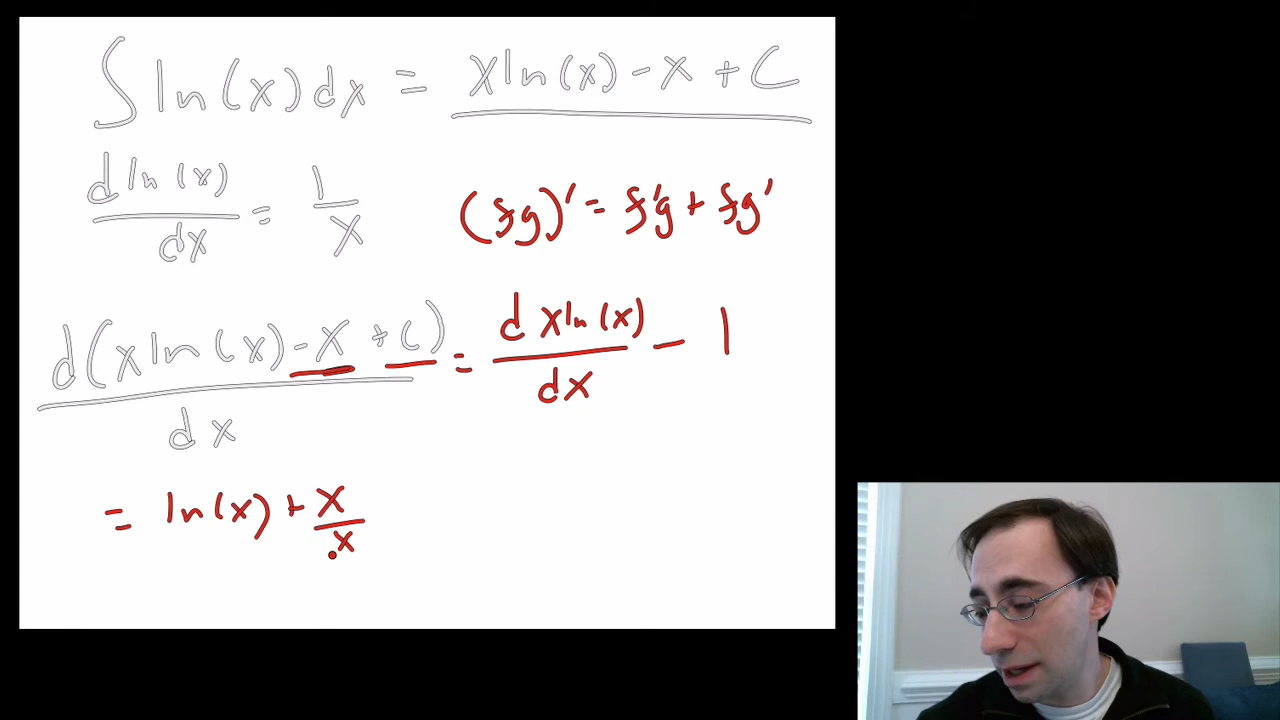 ∫ ln(x) dx = x ln(x) - x + C
d ln(x)/dx = 1/x
(fg)' = f'g + fg'
d(x ln(x) - x + C)/dx = d x ln(x)/dx - 1
= ln(x) + x/x